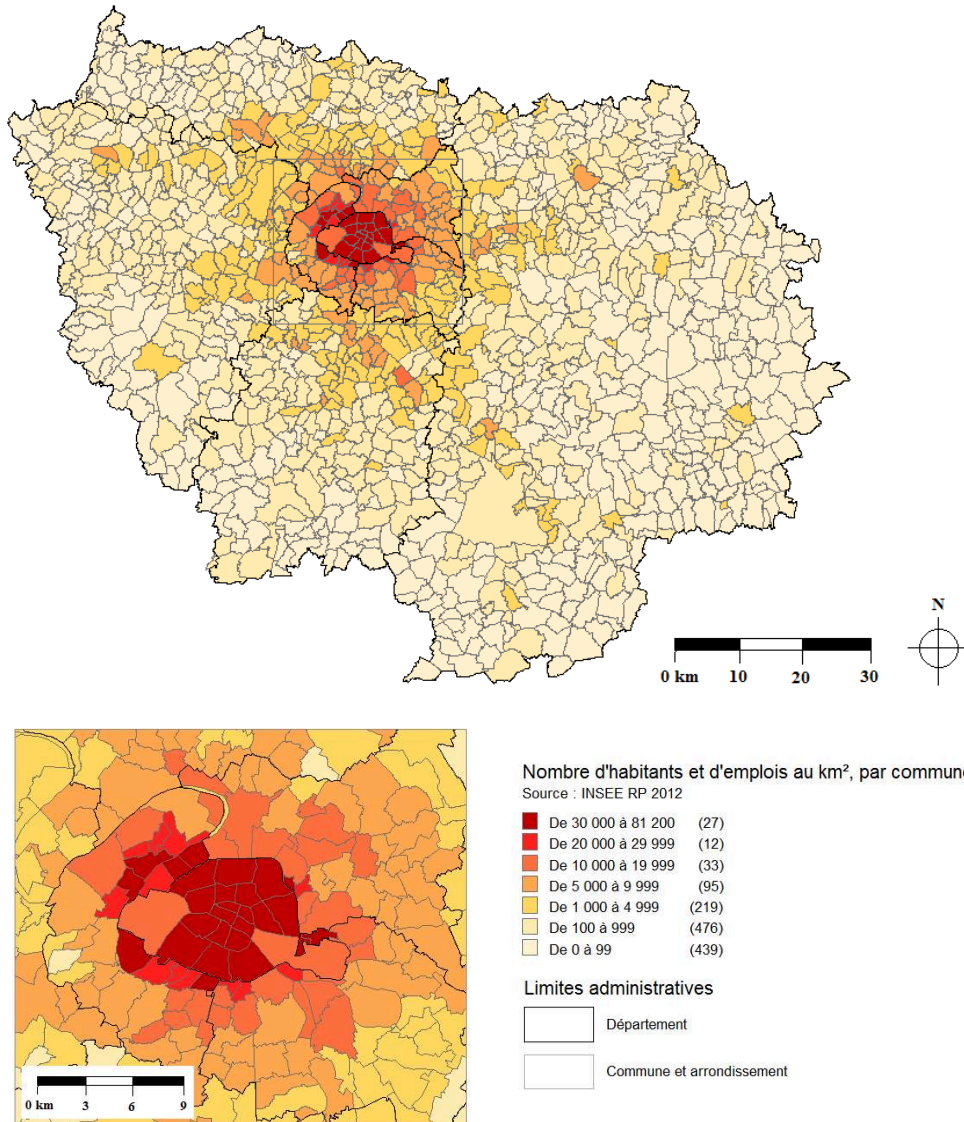 N
0 km 10 20 30
Nombre d'habitants et d'emplois au km², par commune
Source : INSEE RP 2012
De 30 000 à 81 200 (27)
De 20 000 à 29 999 (12)
De 10 000 à 19 999 (33)
De 5 000 à 9 999 (95)
De 1 000 à 4 999 (219)
De 100 à 999 (476)
De 0 à 99 (439)
Limites administratives
Département
Commune et arrondissement
0 km 3 6 9